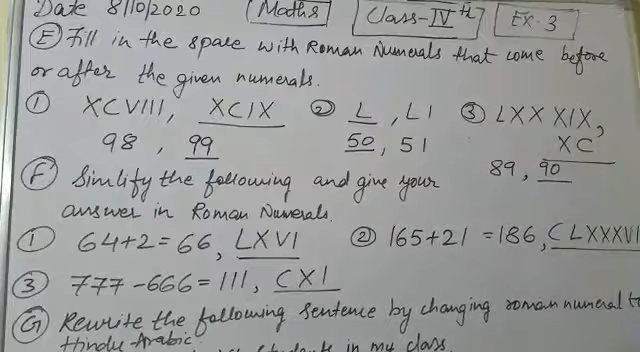 Date 8/10/2020 Maths Class-IV th Ex-3
(E) Fill in the space with Roman Numerals that come before
or after the given numerals.
(1) XCVIII, XCIX (2) L, LI (3) LXXXIX,
XC
98, 99 50, 51 89, 90
(F) Simlify the following and give your
answer in Roman Numerals.
(1) 64+2=66, LXVI (2) 165+21=186, CLXXXVI
(3) 777-666=111, CXI
(G) Rewrite the following sentence by changing roman numeral to
Hindu-Arabic.
students in my class.